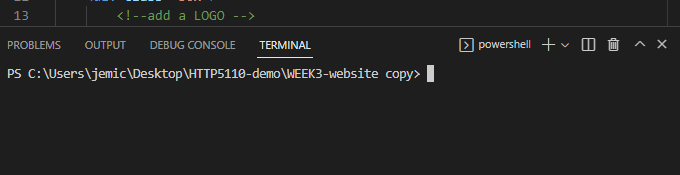 13 <!--add a LOGO -->
PROBLEMS OUTPUT DEBUG CONSOLE TERMINAL powershell
PS C:\Users\jemic\Desktop\HTTP5110-demo\WEEK3-website copy>